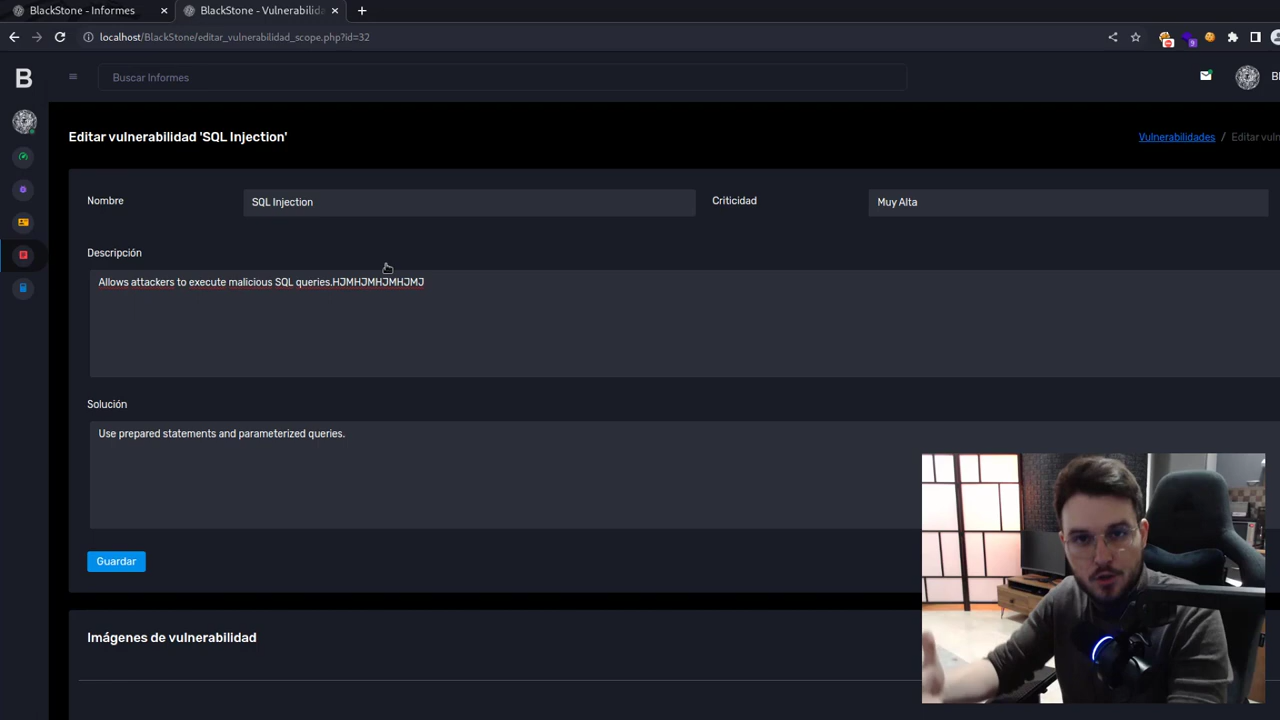 BlackStone - Informes
BlackStone - Vulnerabilid
localhost/BlackStone/editar_vulnerabilidad_scope.php?id=32
9
B
Buscar Informes
Bl
Editar vulnerabilidad 'SQL Injection'
Vulnerabilidades / Editar vuln
Nombre
SQL Injection
Criticidad
Muy Alta
Descripción
Allows attackers to execute malicious SQL queries.HJMHJMHJMHJMJ
Solución
Use prepared statements and parameterized queries.
Guardar
Imágenes de vulnerabilidad